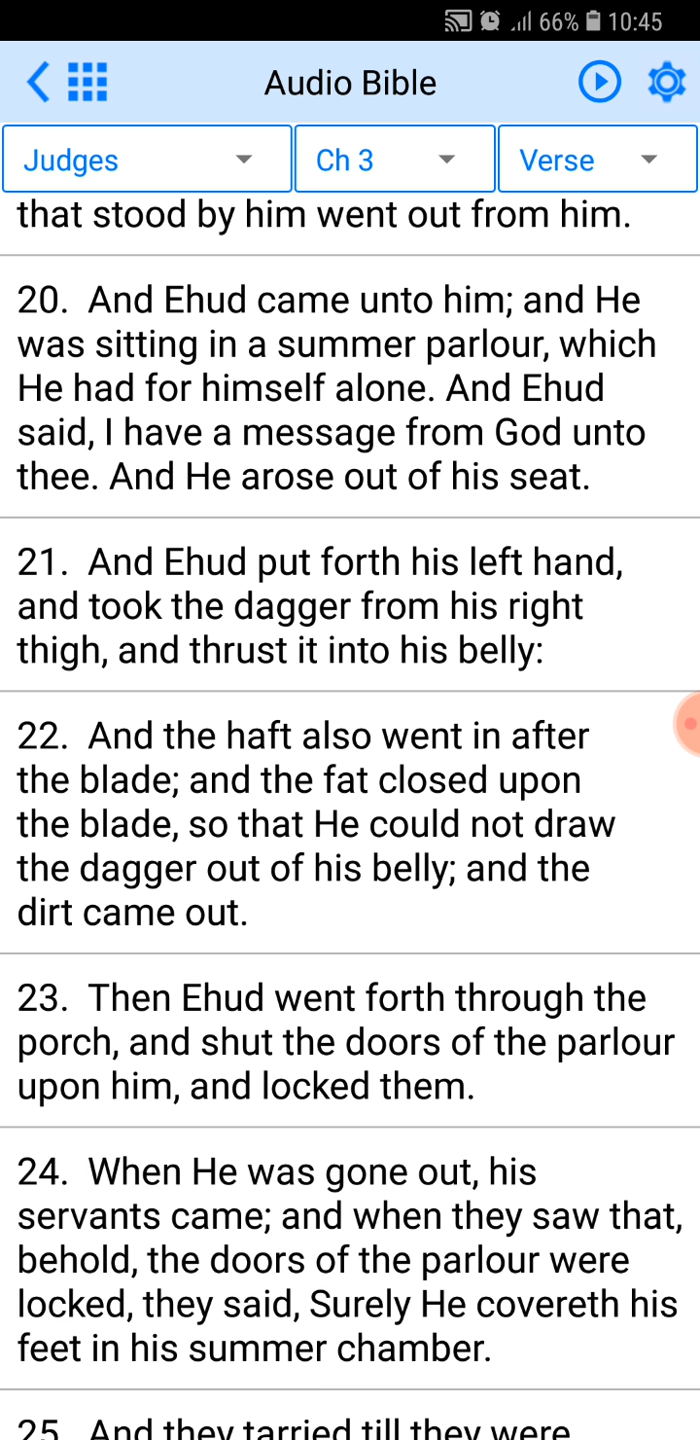 66% 10:45
Audio Bible
Judges Ch 3 Verse
that stood by him went out from him.
20. And Ehud came unto him; and He
was sitting in a summer parlour, which
He had for himself alone. And Ehud
said, I have a message from God unto
thee. And He arose out of his seat.
21. And Ehud put forth his left hand,
and took the dagger from his right
thigh, and thrust it into his belly:
22. And the haft also went in after
the blade; and the fat closed upon
the blade, so that He could not draw
the dagger out of his belly; and the
dirt came out.
23. Then Ehud went forth through the
porch, and shut the doors of the parlour
upon him, and locked them.
24. When He was gone out, his
servants came; and when they saw that,
behold, the doors of the parlour were
locked, they said, Surely He covereth his
feet in his summer chamber.
25. And they tarried till they were